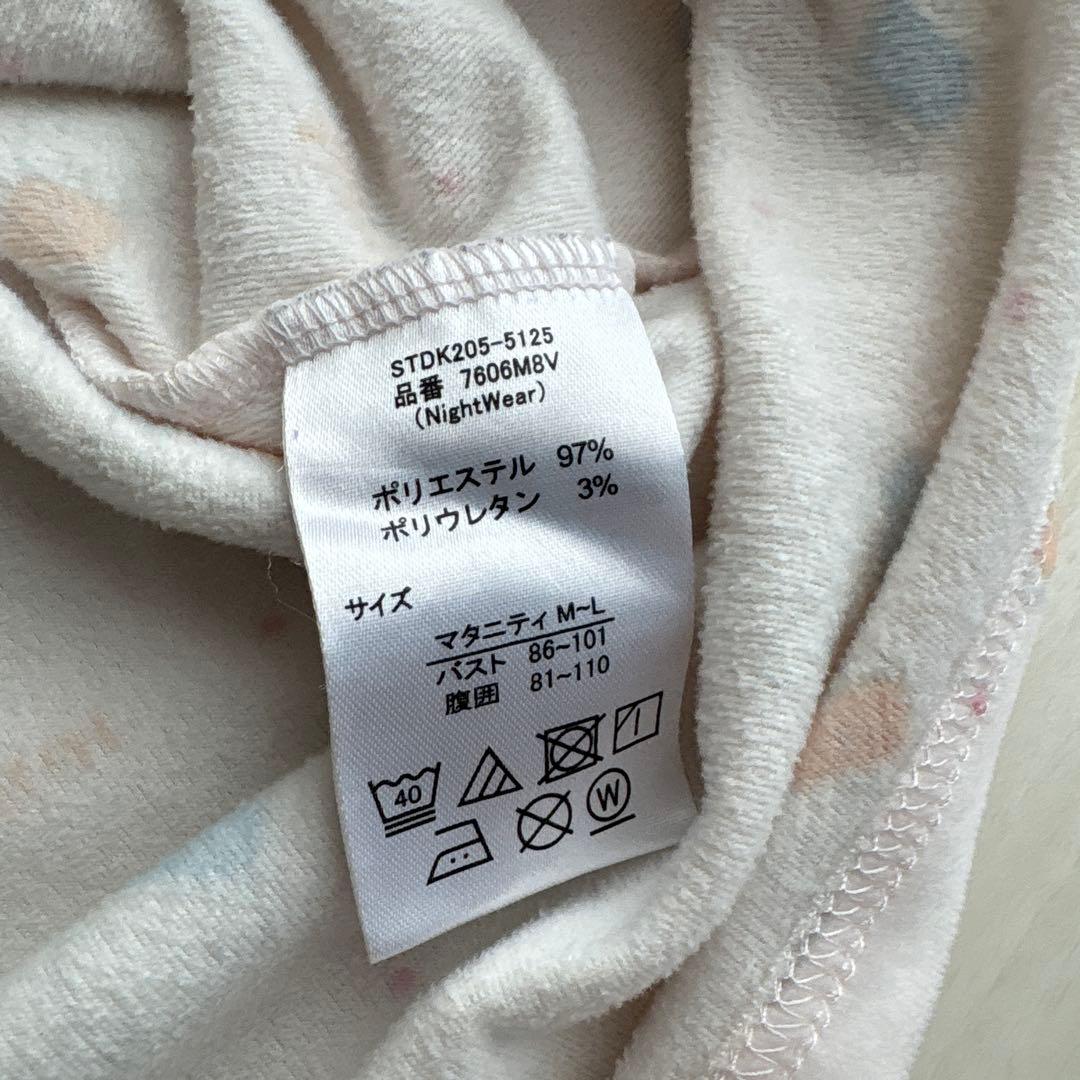 STDK205-5125
品番 7606M8V
(NightWear)
ポリエステル 97%
ポリウレタン 3%
サイズ
マタニティ M~L
バスト 86~101
腹囲 81~110
40
W